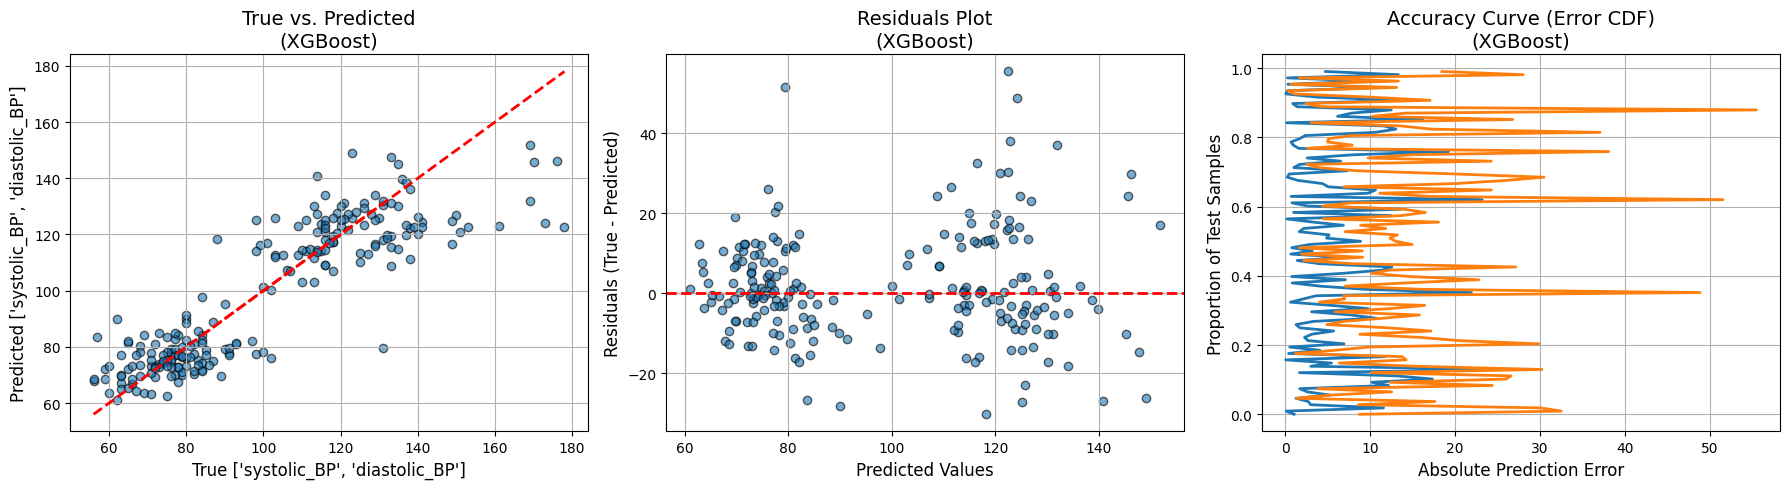 True vs. Predicted
(XGBoost)
Predicted ['systolic_BP', 'diastolic_BP']
180
160
140
120
100
80
60
60 80 100 120 140 160 180
True ['systolic_BP', 'diastolic_BP']
Residuals Plot
(XGBoost)
Residuals (True - Predicted)
40
20
0
−20
60 80 100 120 140
Predicted Values
Accuracy Curve (Error CDF)
(XGBoost)
Proportion of Test Samples
1.0
0.8
0.6
0.4
0.2
0.0
0 10 20 30 40 50
Absolute Prediction Error